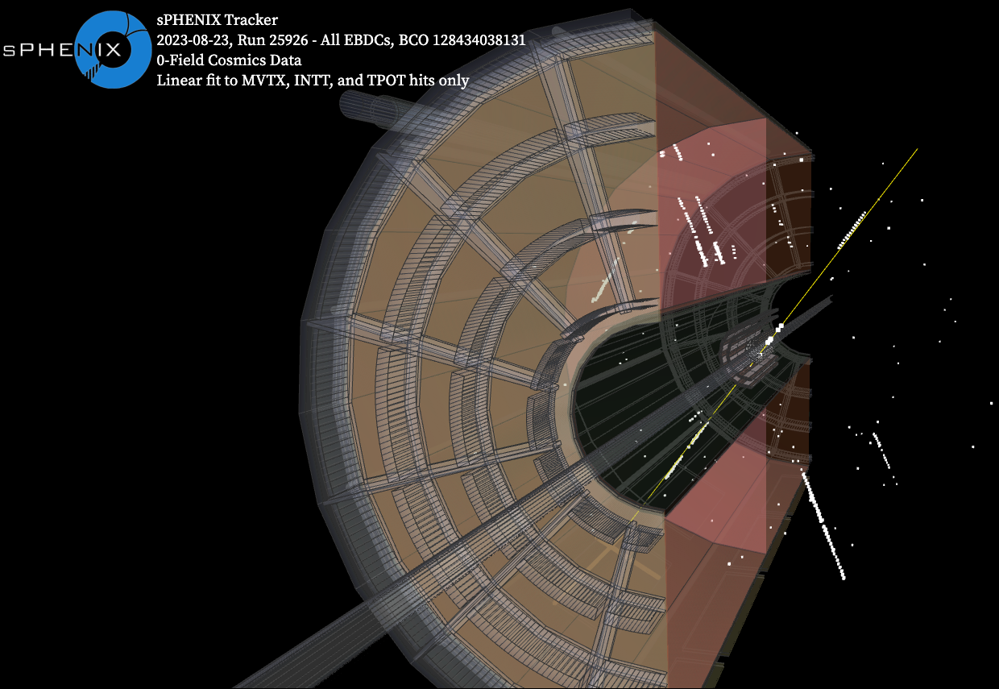 sPHENIX
sPHENIX Tracker
2023-08-23, Run 25926 - All EBDCs, BCO 128434038131
0-Field Cosmics Data
Linear fit to MVTX, INTT, and TPOT hits only